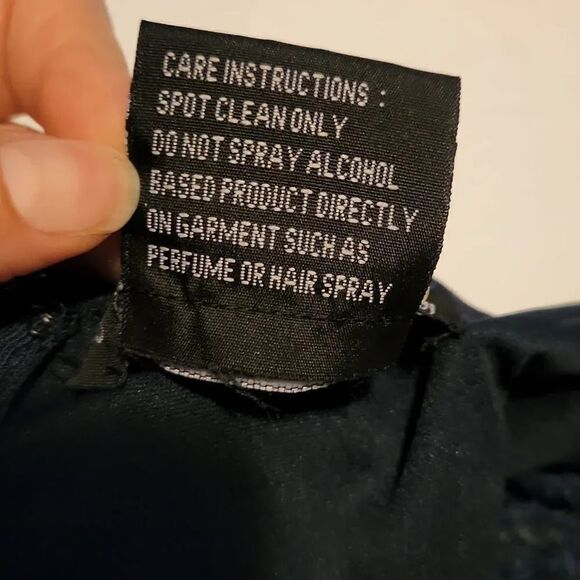 CARE INSTRUCTIONS :
SPOT CLEAN ONLY
DO NOT SPRAY ALCOHOL
BASED PRODUCT DIRECTLY
ON GARMENT SUCH AS
PERFUME OR HAIR SPRAY